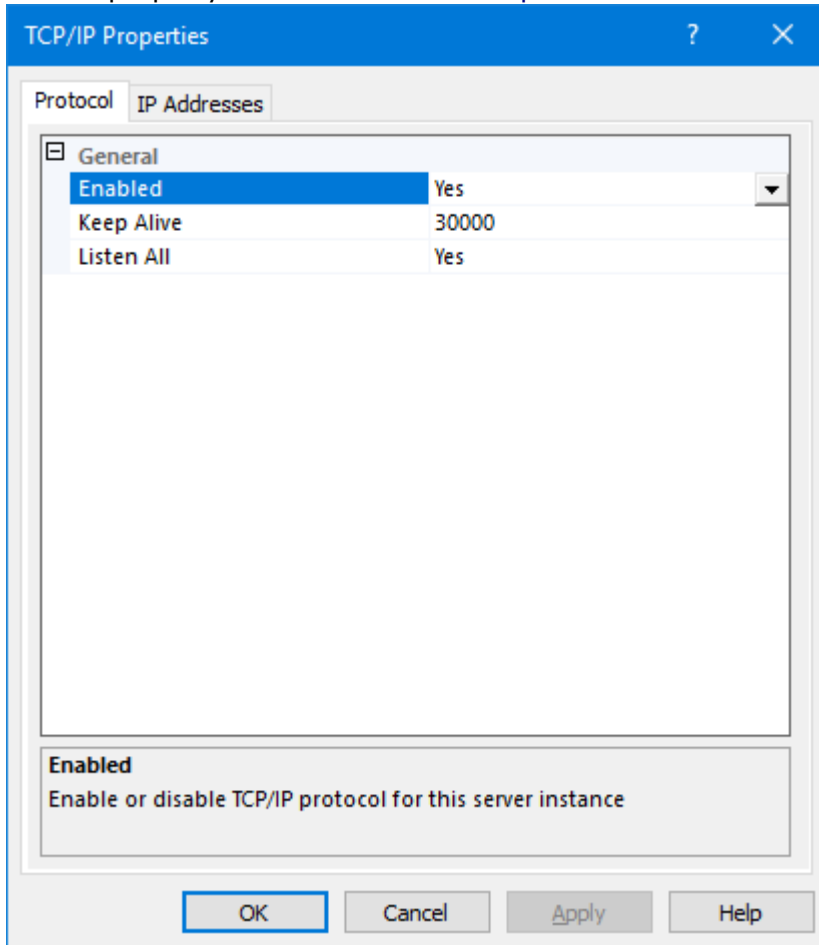 TCP/IP Properties ? ×
Protocol IP Addresses
General
Enabled Yes
Keep Alive 30000
Listen All Yes
Enabled
Enable or disable TCP/IP protocol for this server instance
OK Cancel Apply Help